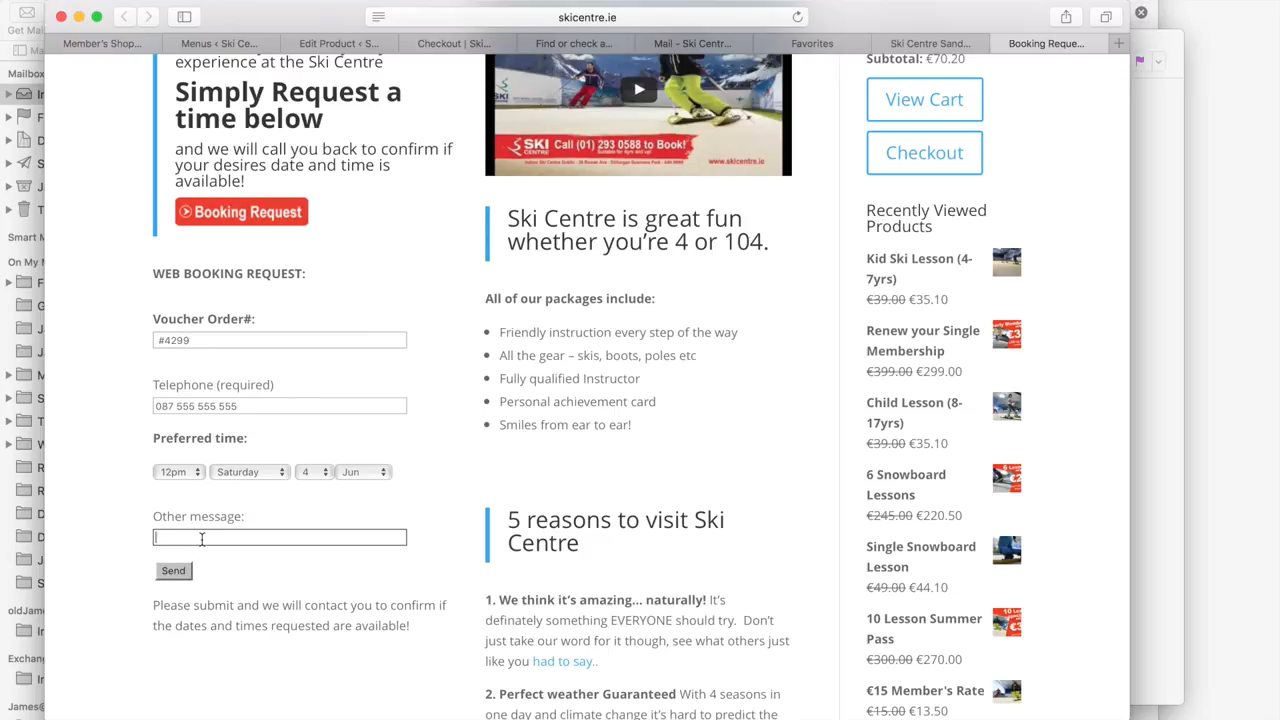 Get Mai
skicentre.ie
Member's Shop...
Menus ‹ Ski Ce...
Edit Product ‹ S...
Checkout | Ski...
Find or check a...
Mail – Ski Centr...
Favorites
Ski Centre Sand...
Booking Reque...
Mailbox
Smart M
On My M
oldJame
Exchang
James@
experience at the Ski Centre
Simply Request a
time below
and we will call you back to confirm if
your desires date and time is
available!
Booking Request
WEB BOOKING REQUEST:
Voucher Order#:
#4299
Telephone (required)
087 555 555 555
Preferred time:
12pm Saturday 4 Jun
Other message:
Send
Please submit and we will contact you to confirm if
the dates and times requested are available!
SKI CENTRE Call (01) 293 0588 to Book!
www.skicentre.ie
Ski Centre is great fun
whether you're 4 or 104.
All of our packages include:
Friendly instruction every step of the way
All the gear – skis, boots, poles etc
Fully qualified Instructor
Personal achievement card
Smiles from ear to ear!
5 reasons to visit Ski
Centre
1. We think it's amazing... naturally! It's
definately something EVERYONE should try. Don't
just take our word for it though, see what others just
like you had to say..
2. Perfect weather Guaranteed With 4 seasons in
one day and climate change it's hard to predict the
Subtotal: €70.20
View Cart
Checkout
Recently Viewed
Products
Kid Ski Lesson (4-
7yrs)
€39.00 €35.10
Renew your Single
Membership
€399.00 €299.00
Child Lesson (8-
17yrs)
€39.00 €35.10
6 Snowboard
Lessons
€245.00 €220.50
Single Snowboard
Lesson
€49.00 €44.10
10 Lesson Summer
Pass
€300.00 €270.00
€15 Member's Rate
€15.00 €13.50